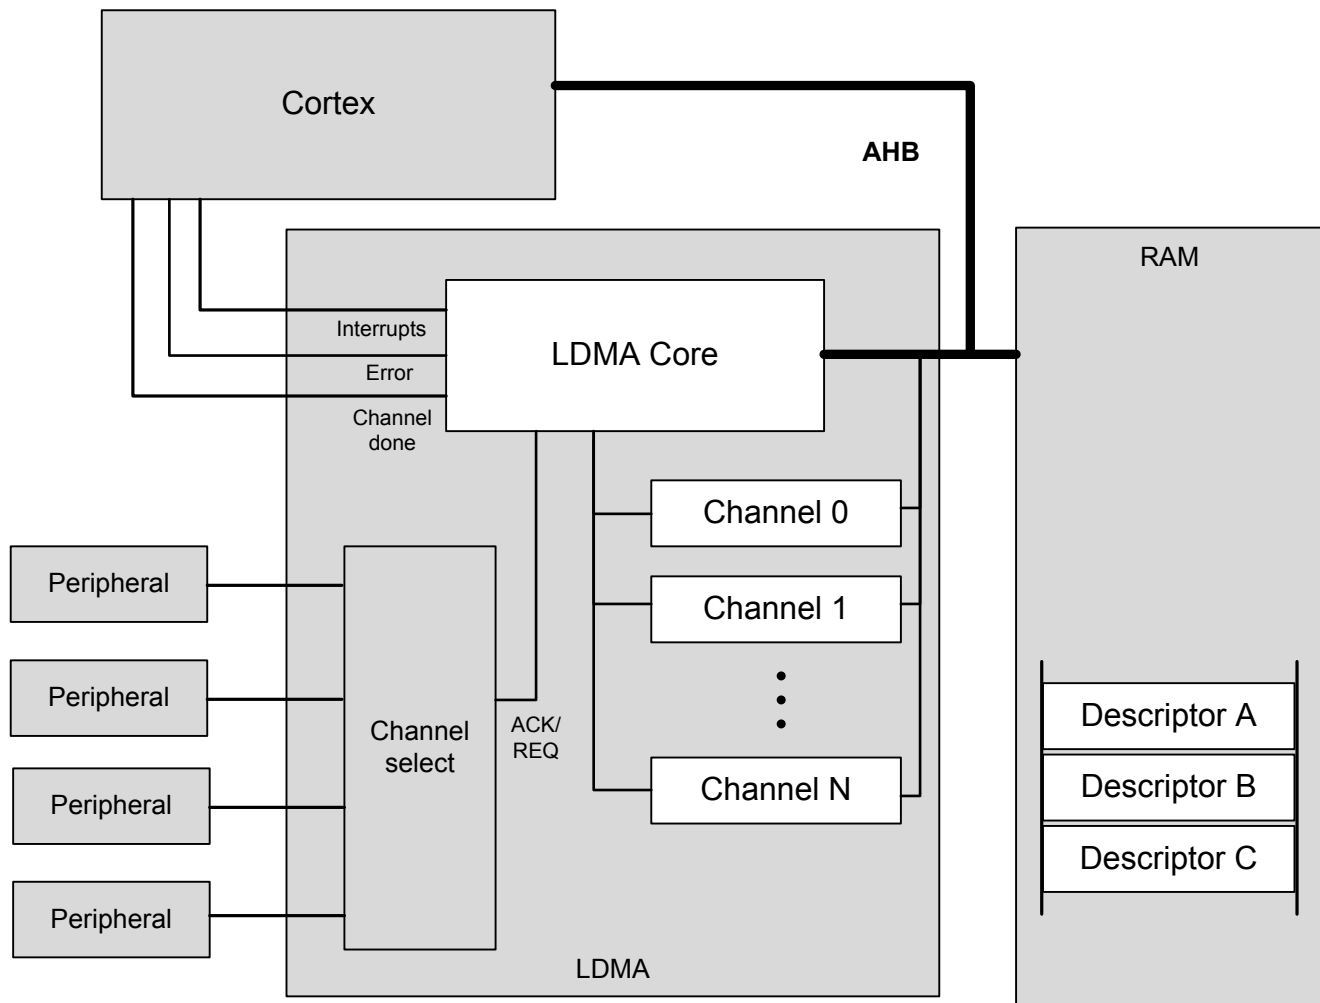 Cortex
AHB
RAM
Interrupts
LDMA Core
Error
Channel
done
Channel 0
Peripheral
Channel 1
Peripheral
Channel
select
ACK/
REQ
Descriptor A
Peripheral
Channel N
Descriptor B
Descriptor C
Peripheral
LDMA